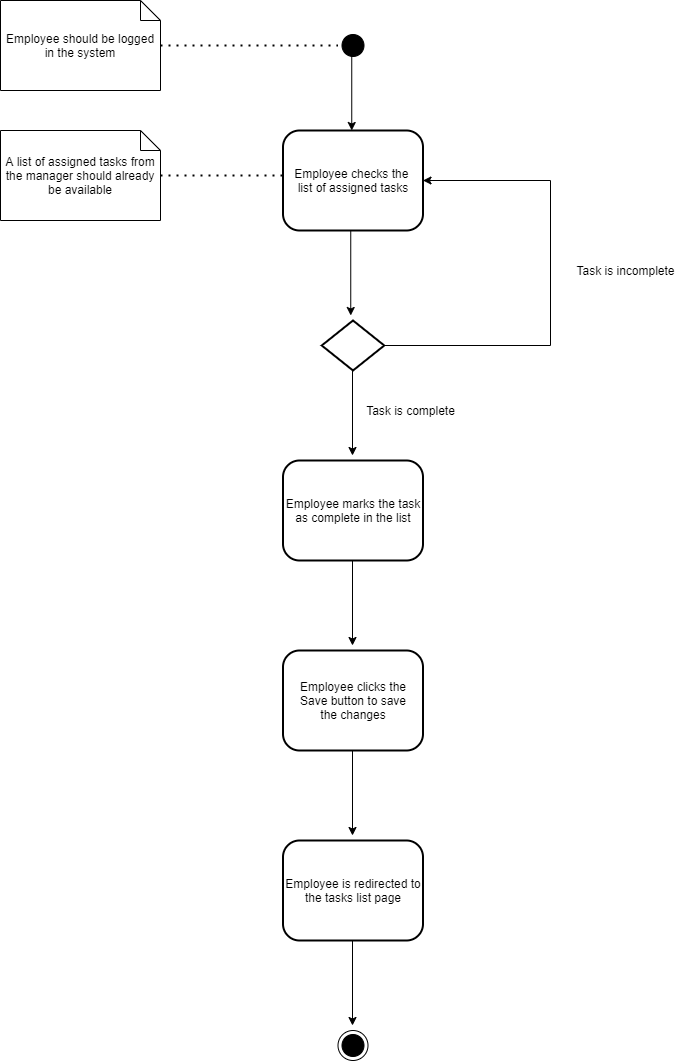 Employee should be logged
in the system
A list of assigned tasks from
the manager should already
be available
Employee checks the
list of assigned tasks
Task is incomplete
Task is complete
Employee marks the task
as complete in the list
Employee clicks the
Save button to save
the changes
Employee is redirected to
the tasks list page